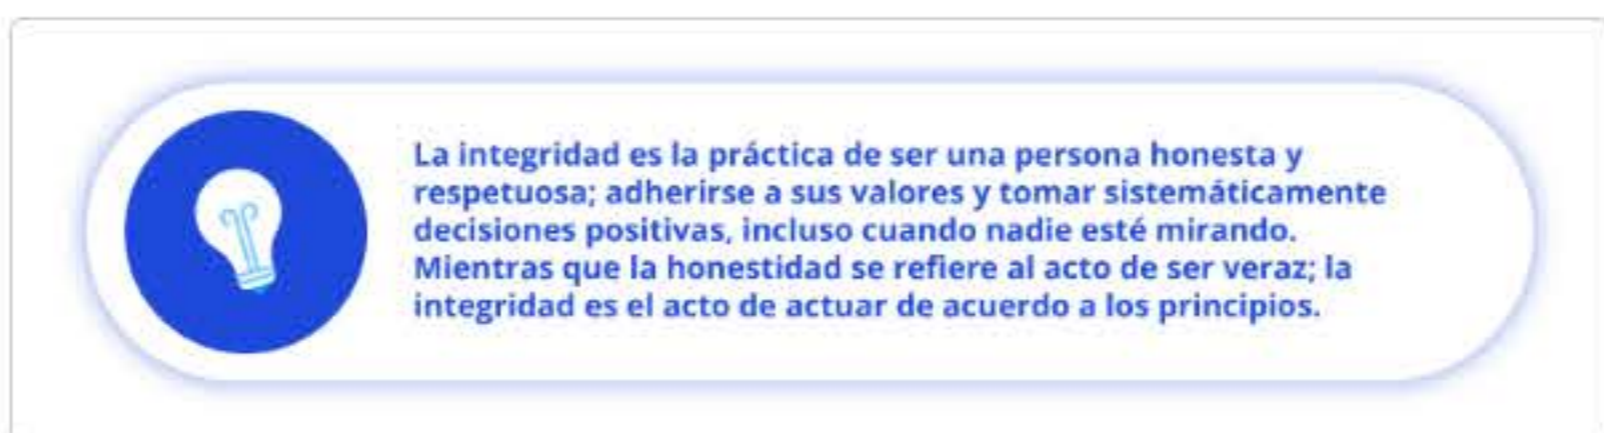 La integridad es la práctica de ser una persona honesta y
respetuosa; adherirse a sus valores y tomar sistemáticamente
decisiones positivas, incluso cuando nadie esté mirando.
Mientras que la honestidad se refiere al acto de ser veraz; la
integridad es el acto de actuar de acuerdo a los principios.